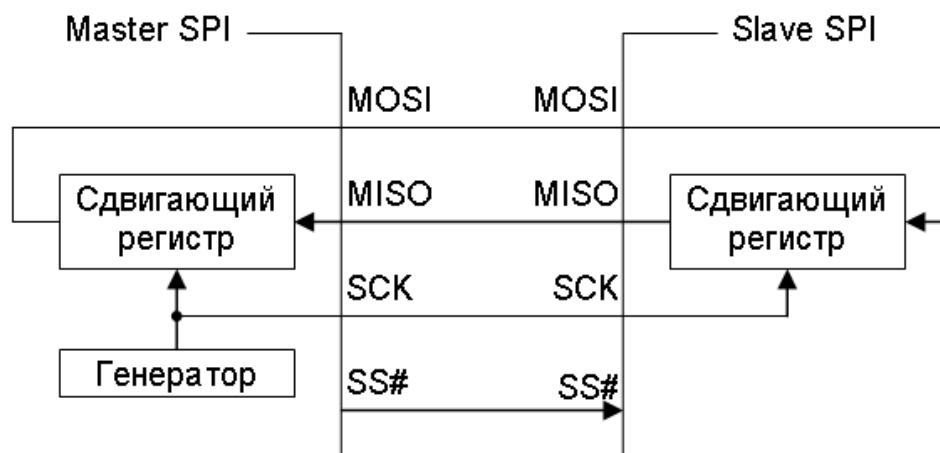 Master SPI
Slave SPI
MOSI
MOSI
MISO
MISO
Сдвигающий
регистр
Сдвигающий
регистр
SCK
SCK
Генератор
SS#
SS#